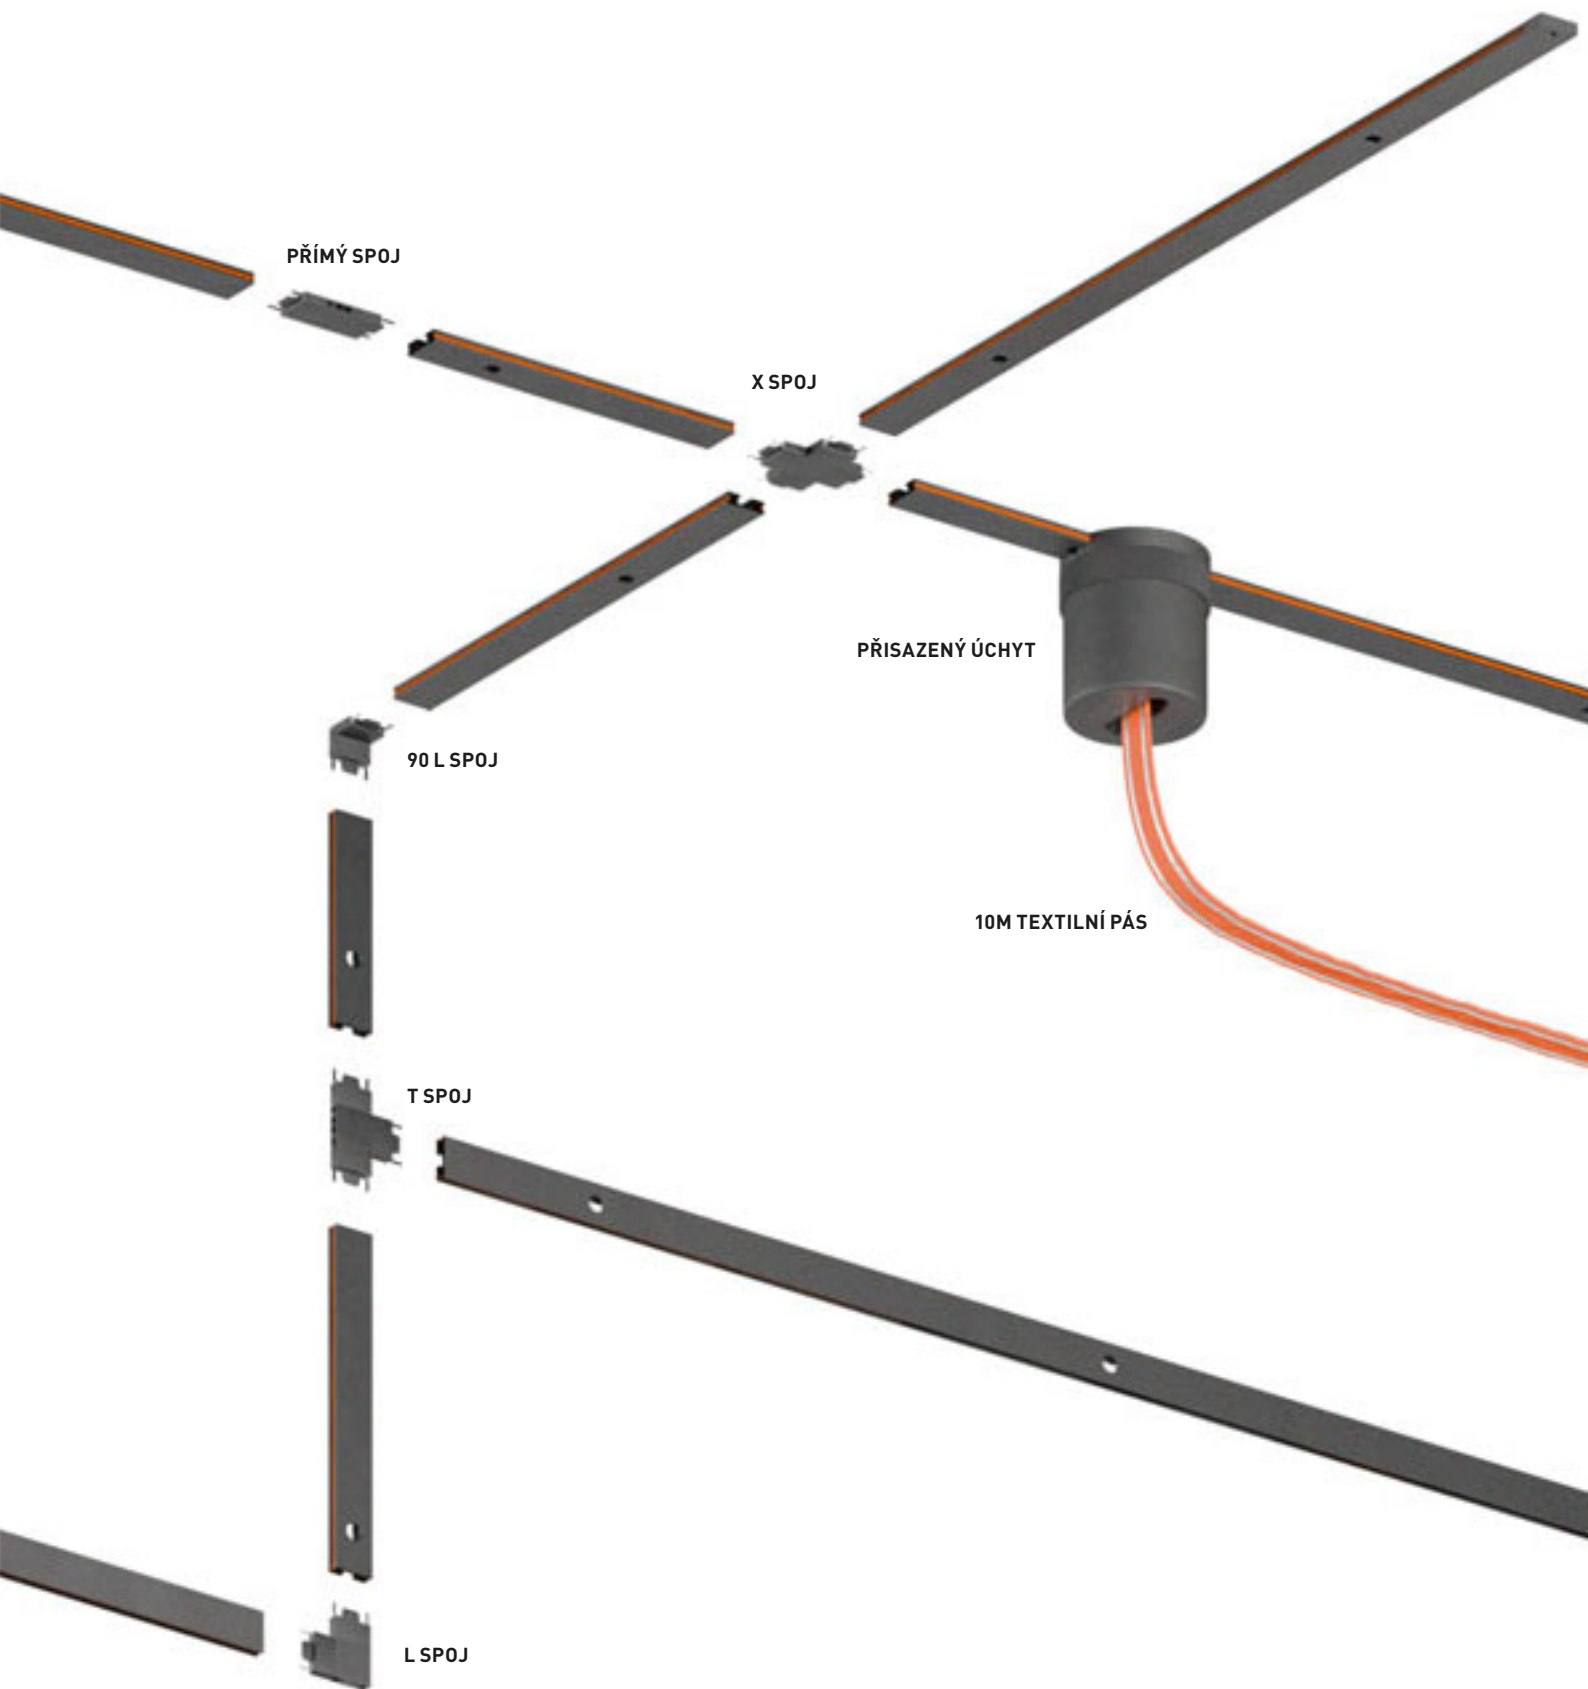 PŘÍMÝ SPOJ
X SPOJ
PŘISAZENÝ ÚCHYT
90 L SPOJ
10M TEXTILNÍ PÁS
T SPOJ
L SPOJ